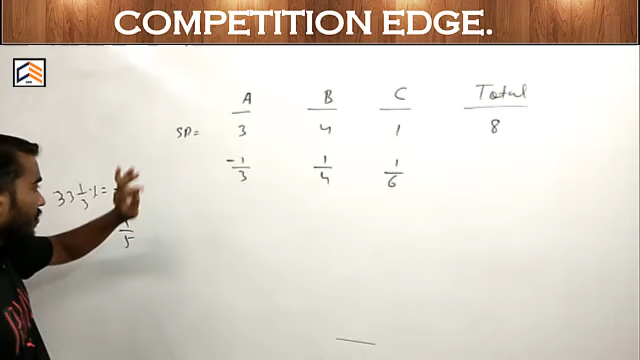 COMPETITION EDGE.
A B C Total
SP= 3 4 1 8
-1/3 1/4 1/6
33 1/3 % =
1/5